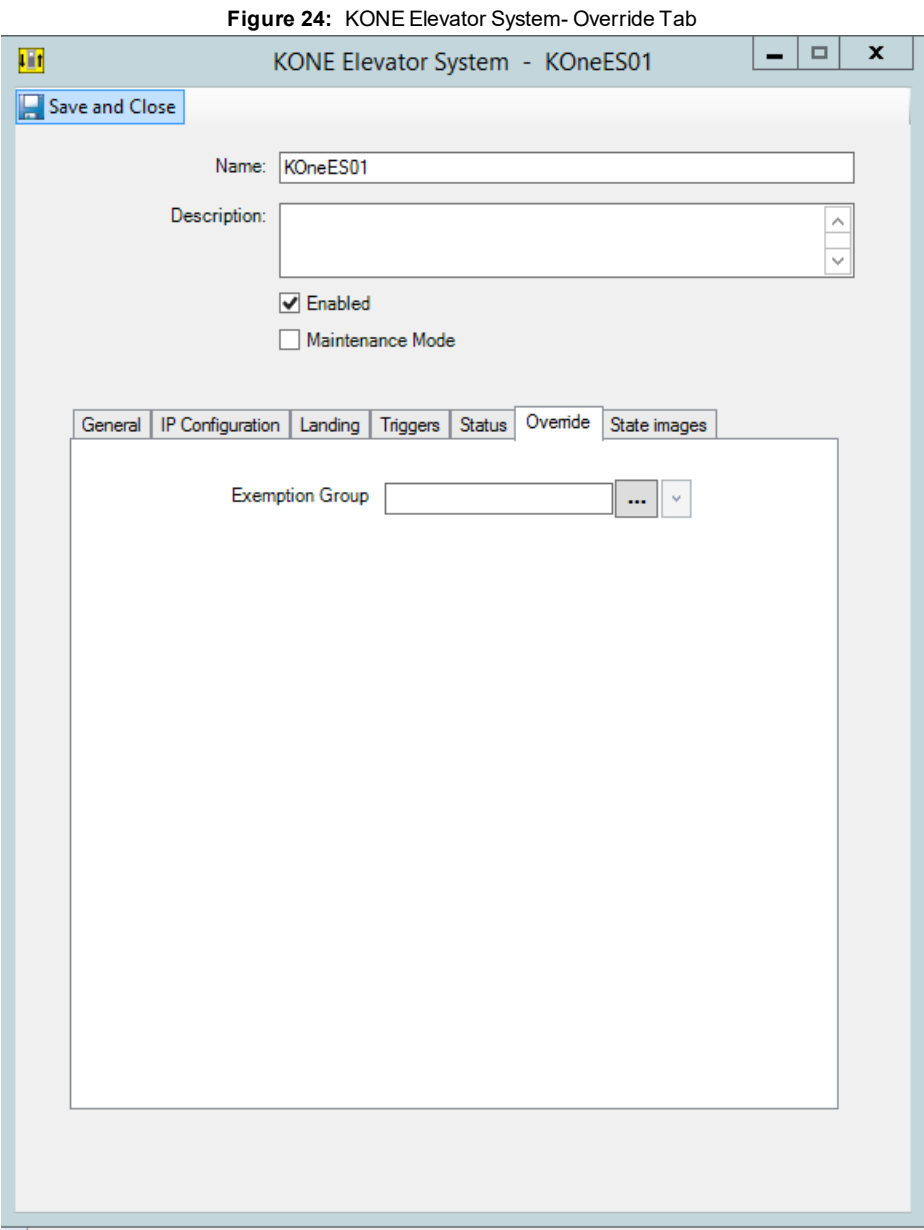 Figure 24: KONE Elevator System- Override Tab
KONE Elevator System - KOneES01
Save and Close
Name: KOneES01
Description:
Enabled
Maintenance Mode
General IP Configuration Landing Triggers Status Override State images
Exemption Group ...